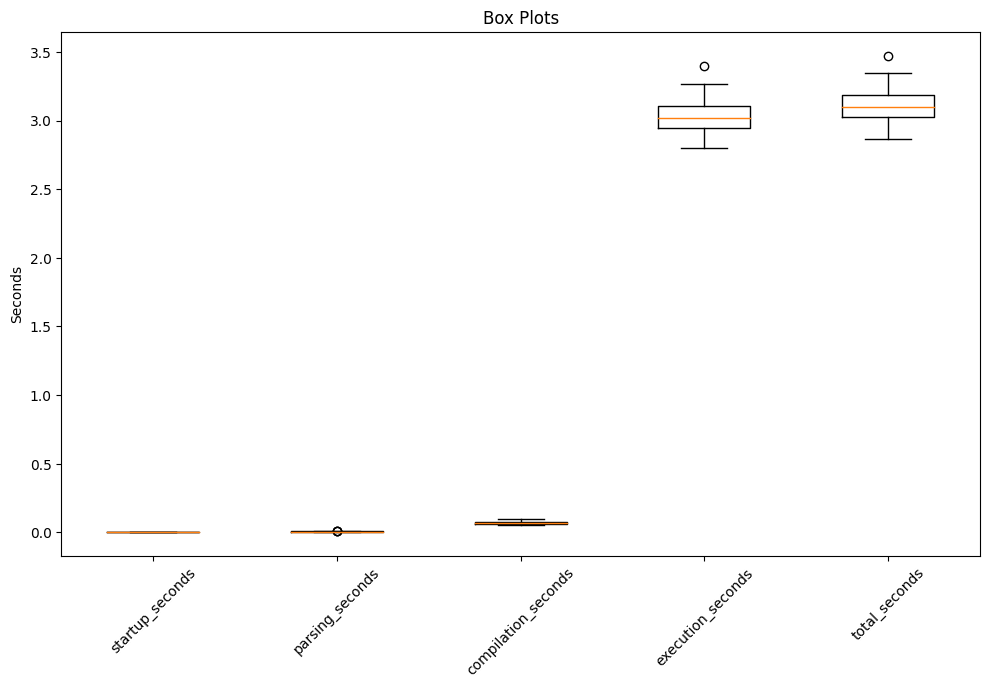 Box Plots
Seconds
3.5
3.0
2.5
2.0
1.5
1.0
0.5
0.0
startup_seconds
parsing_seconds
compilation_seconds
execution_seconds
total_seconds